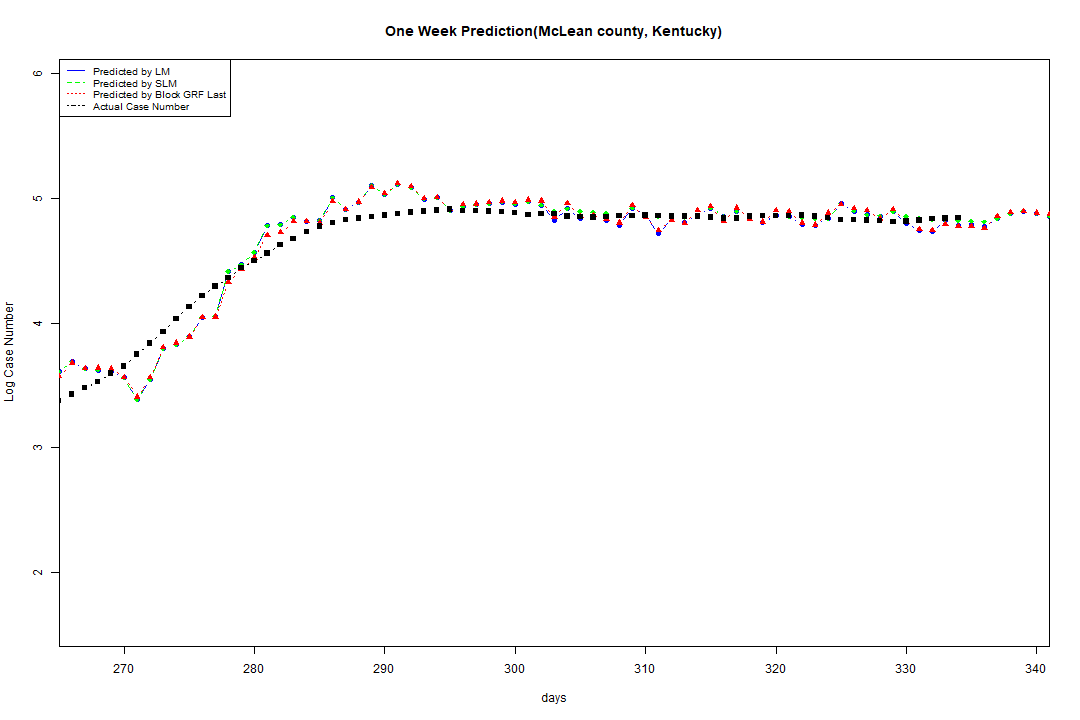 One Week Prediction(McLean county, Kentucky)
Predicted by LM
Predicted by SLM
Predicted by Block GRF Last
Actual Case Number
6
5
4
3
2
Log Case Number
270 280 290 300 310 320 330 340
days